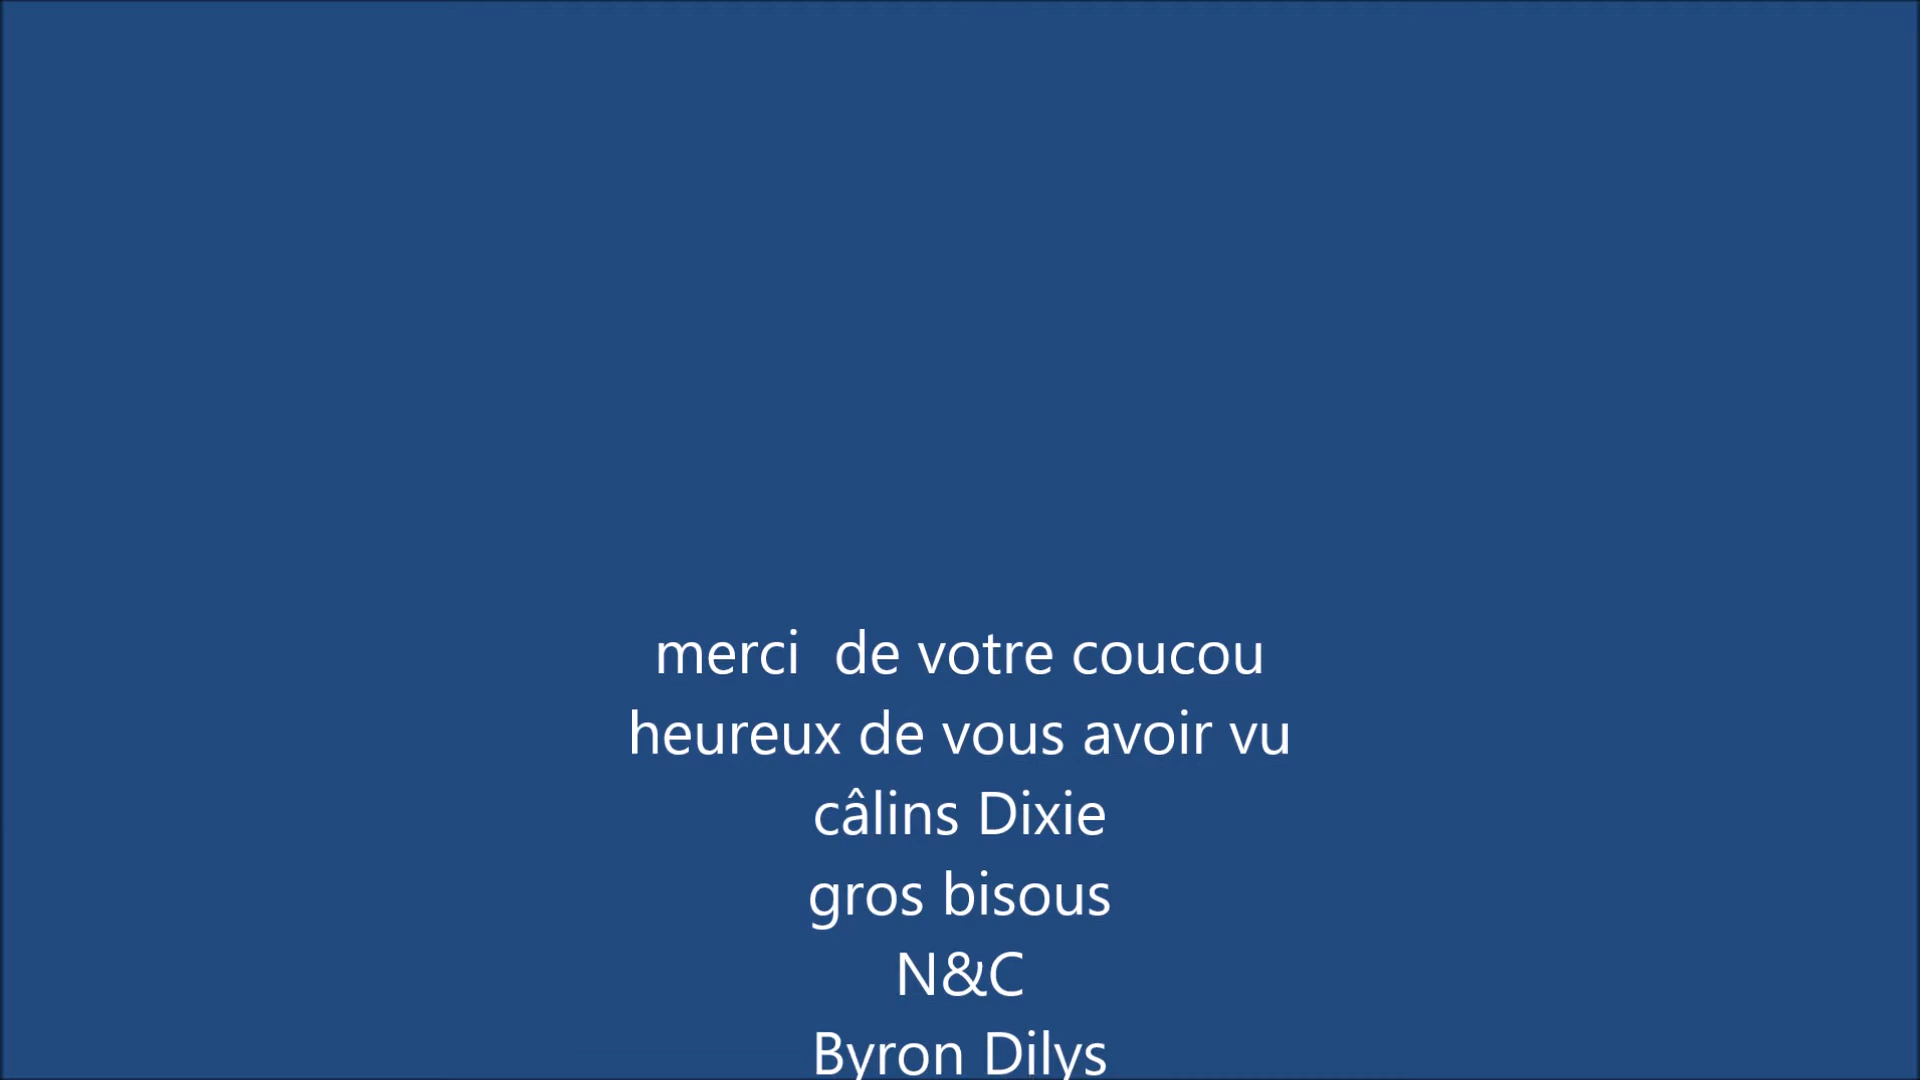 merci  de votre coucou
heureux de vous avoir vu
câlins Dixie
gros bisous
N&C
Byron Dilys